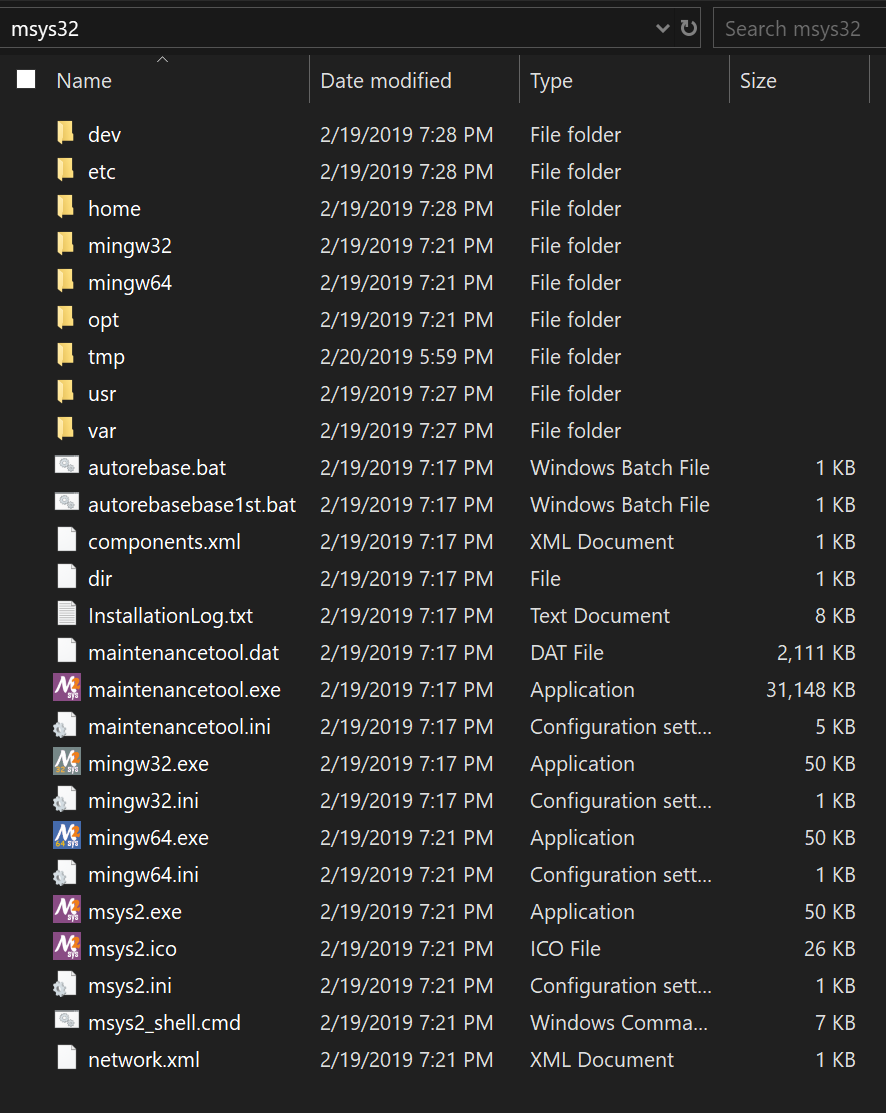 msys32 Search msys32
Name Date modified Type Size
dev 2/19/2019 7:28 PM File folder
etc 2/19/2019 7:28 PM File folder
home 2/19/2019 7:28 PM File folder
mingw32 2/19/2019 7:21 PM File folder
mingw64 2/19/2019 7:21 PM File folder
opt 2/19/2019 7:21 PM File folder
tmp 2/20/2019 5:59 PM File folder
usr 2/19/2019 7:27 PM File folder
var 2/19/2019 7:27 PM File folder
autorebase.bat 2/19/2019 7:17 PM Windows Batch File 1 KB
autorebasebase1st.bat 2/19/2019 7:17 PM Windows Batch File 1 KB
components.xml 2/19/2019 7:17 PM XML Document 1 KB
dir 2/19/2019 7:17 PM File 1 KB
InstallationLog.txt 2/19/2019 7:17 PM Text Document 8 KB
maintenancetool.dat 2/19/2019 7:17 PM DAT File 2,111 KB
maintenancetool.exe 2/19/2019 7:17 PM Application 31,148 KB
maintenancetool.ini 2/19/2019 7:17 PM Configuration sett... 5 KB
mingw32.exe 2/19/2019 7:17 PM Application 50 KB
mingw32.ini 2/19/2019 7:17 PM Configuration sett... 1 KB
mingw64.exe 2/19/2019 7:21 PM Application 50 KB
mingw64.ini 2/19/2019 7:21 PM Configuration sett... 1 KB
msys2.exe 2/19/2019 7:21 PM Application 50 KB
msys2.ico 2/19/2019 7:21 PM ICO File 26 KB
msys2.ini 2/19/2019 7:21 PM Configuration sett... 1 KB
msys2_shell.cmd 2/19/2019 7:21 PM Windows Comma... 7 KB
network.xml 2/19/2019 7:21 PM XML Document 1 KB